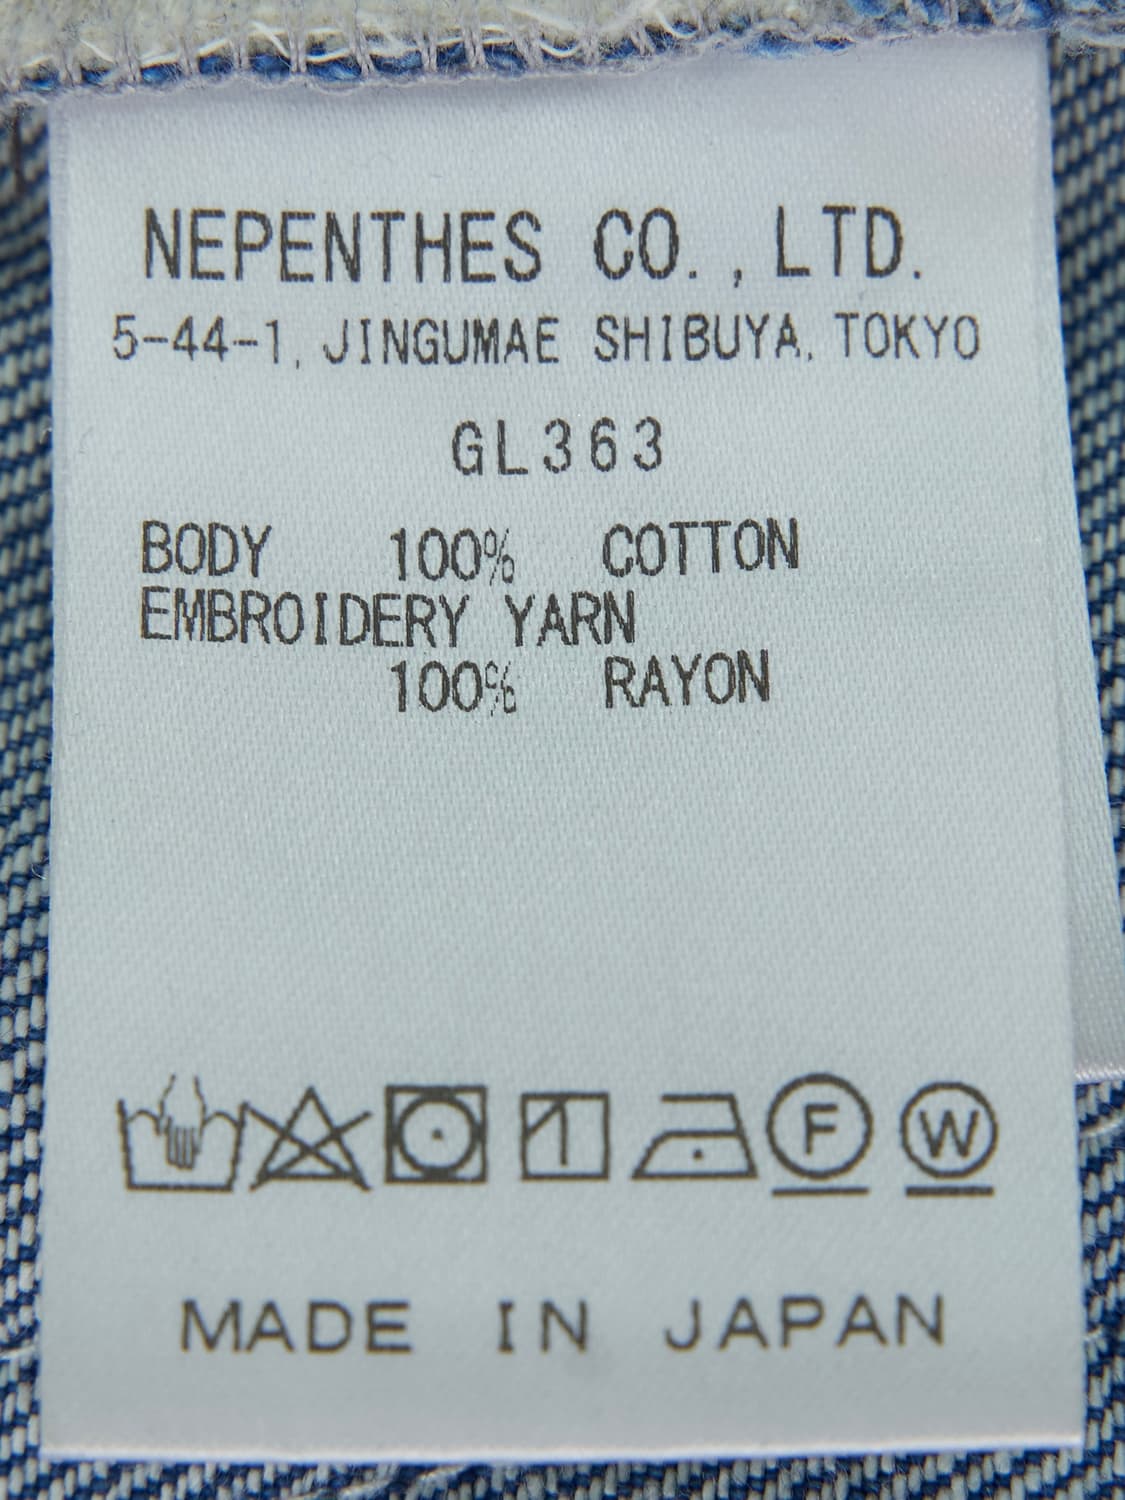 NEPENTHES CO.,LTD.
5-44-1, JINGUMAE SHIBUYA, TOKYO
GL363
BODY 100% COTTON
EMBROIDERY YARN
100% RAYON
F W
MADE IN JAPAN